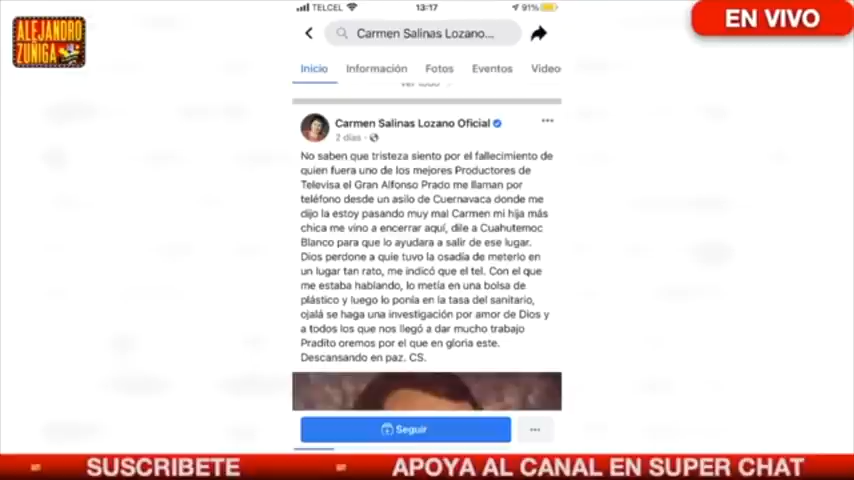 ALEJANDRO
ZUÑIGA
EN VIVO
TELCEL 13:17 91%
Carmen Salinas Lozano...
Inicio Información Fotos Eventos Video
Carmen Salinas Lozano Oficial
2 días
No saben que tristeza siento por el fallecimiento de
quien fuera uno de los mejores Productores de
Televisa el Gran Alfonso Prado me llaman por
teléfono desde un asilo de Cuernavaca donde me
dijo la estoy pasando muy mal Carmen mi hija más
chica me vino a encerrar aquí, dile a Cuahutemoc
Blanco para que lo ayudara a salir de ese lugar.
Dios perdone a quie tuvo la osadía de meterlo en
un lugar tan rato, me indicó que el tel. Con el que
me estaba hablando, lo metía en una bolsa de
plástico y luego lo ponía en la tasa del sanitario,
ojalá se haga una investigación por amor de Dios y
a todos los que nos llegó a dar mucho trabajo
Pradito oremos por el que en gloria este.
Descansando en paz. CS.
Seguir
SUSCRIBETE APOYA AL CANAL EN SUPER CHAT